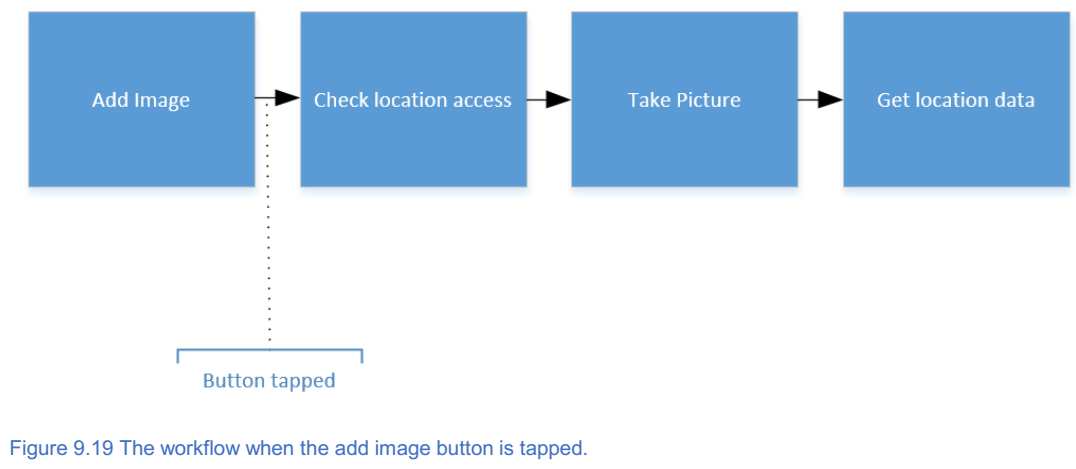 Add Image
Check location access
Take Picture
Get location data
Button tapped
Figure 9.19 The workflow when the add image button is tapped.